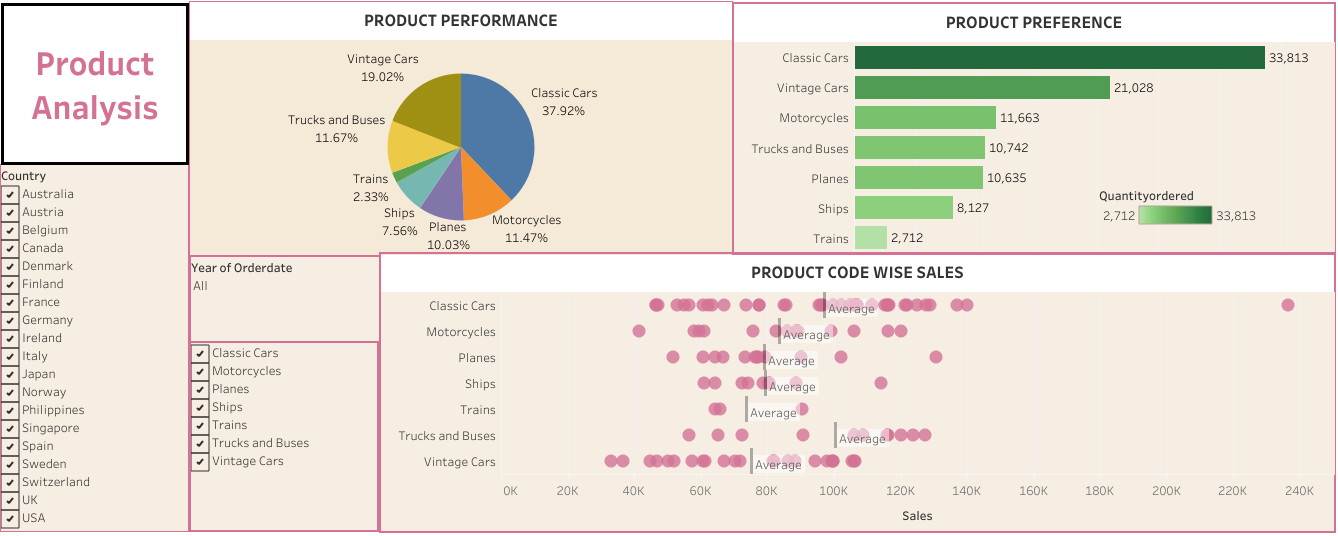 Product
Analysis
PRODUCT PERFORMANCE
Vintage Cars
19.02%
Classic Cars
37.92%
Trucks and Buses
11.67%
Trains
2.33%
Ships
7.56%
Planes
10.03%
Motorcycles
11.47%
PRODUCT PREFERENCE
Classic Cars 33,813
Vintage Cars 21,028
Motorcycles 11,663
Trucks and Buses 10,742
Planes 10,635
Ships 8,127
Trains 2,712
Quantityordered
2,712 33,813
Country
Australia
Austria
Belgium
Canada
Denmark
Finland
France
Germany
Ireland
Italy
Japan
Norway
Philippines
Singapore
Spain
Sweden
Switzerland
UK
USA
Year of Orderdate
All
Classic Cars
Motorcycles
Planes
Ships
Trains
Trucks and Buses
Vintage Cars
PRODUCT CODE WISE SALES
Classic Cars Average
Motorcycles Average
Planes Average
Ships Average
Trains Average
Trucks and Buses Average
Vintage Cars Average
0K 20K 40K 60K 80K 100K 120K 140K 160K 180K 200K 220K 240K
Sales